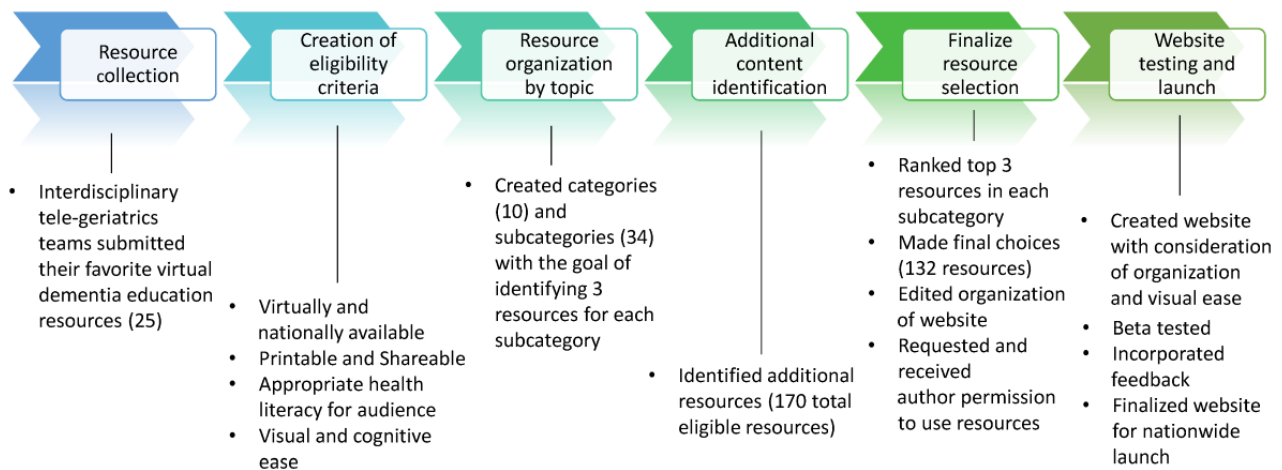 Resource
collection
Creation of
eligibility
criteria
Resource
organization
by topic
Additional
content
identification
Finalize
resource
selection
Website
testing and
launch
• Interdisciplinary
tele-geriatrics
teams submitted
their favorite virtual
dementia education
resources (25)
• Virtually and
nationally available
• Printable and Shareable
• Appropriate health
literacy for audience
• Visual and cognitive
ease
• Created categories
(10) and
subcategories (34)
with the goal of
identifying 3
resources for each
subcategory
• Identified additional
resources (170 total
eligible resources)
• Ranked top 3
resources in each
subcategory
• Made final choices
(132 resources)
• Edited organization
of website
• Requested and
received
author permission
to use resources
• Created website
with consideration
of organization
and visual ease
• Beta tested
• Incorporated
feedback
• Finalized website
for nationwide
launch